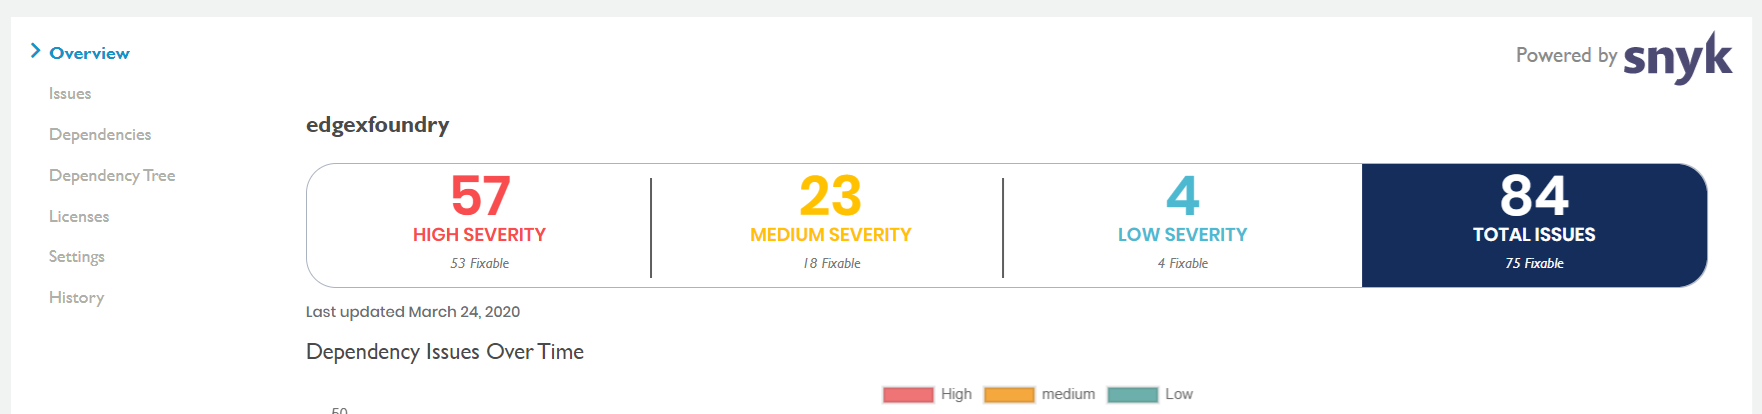 Overview
Issues
Dependencies
Dependency Tree
Licenses
Settings
History
Powered by snyk
edgexfoundry
57
HIGH SEVERITY
53 Fixable
23
MEDIUM SEVERITY
18 Fixable
4
LOW SEVERITY
4 Fixable
84
TOTAL ISSUES
75 Fixable
Last updated March 24, 2020
Dependency Issues Over Time
High medium Low
50